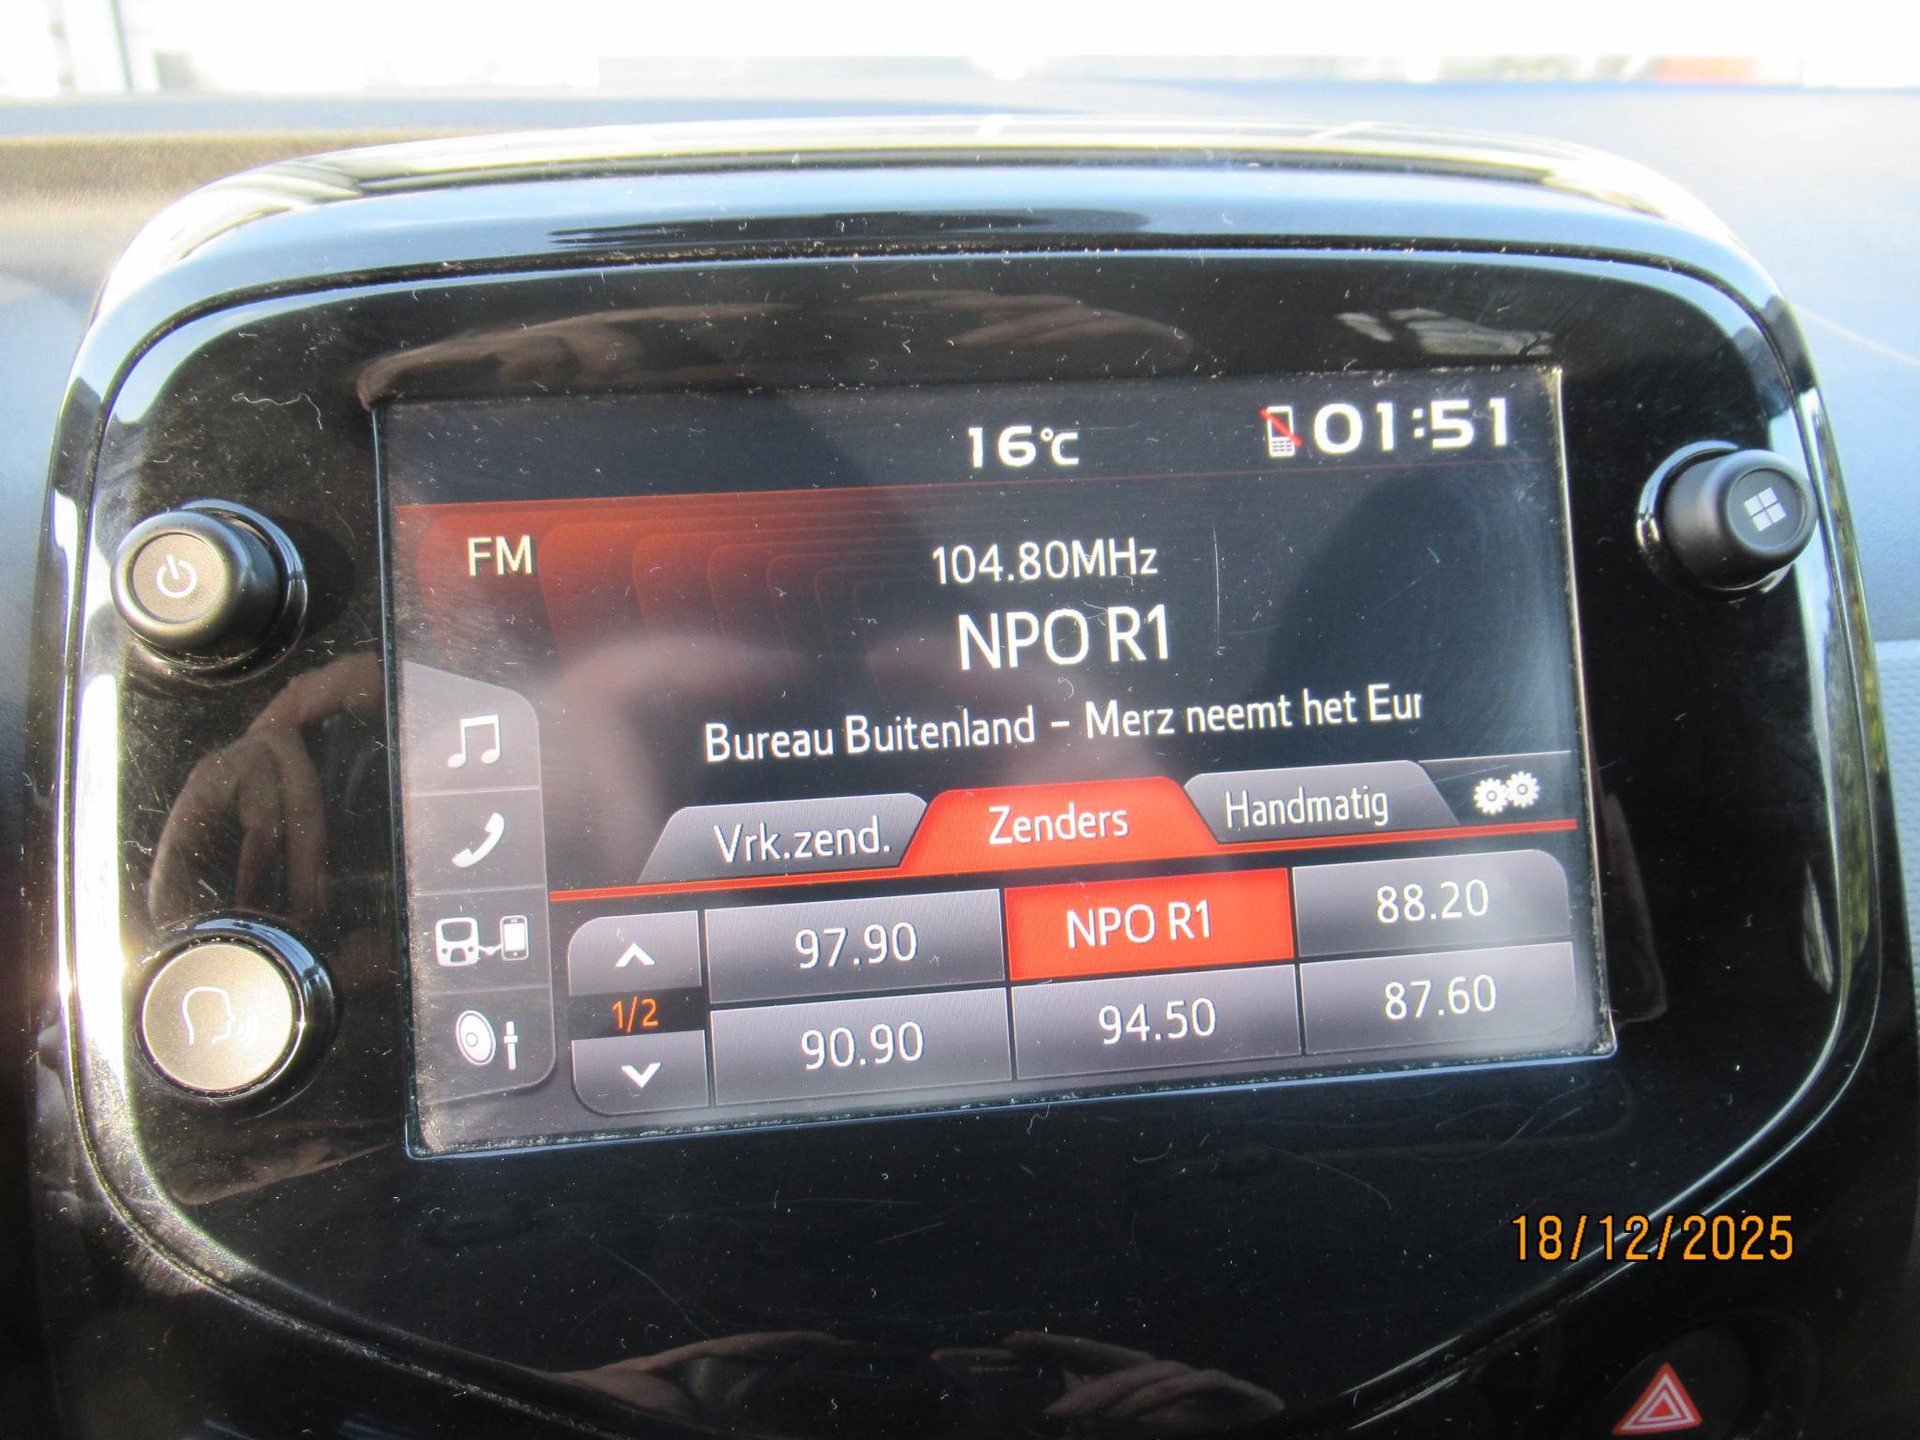 16°C 01:51
FM
104.80MHz
NPO R1
Bureau Buitenland - Merz neemt het Eur
Vrk.zend. Zenders Handmatig
97.90 NPO R1 88.20
1/2
90.90 94.50 87.60
18/12/2025